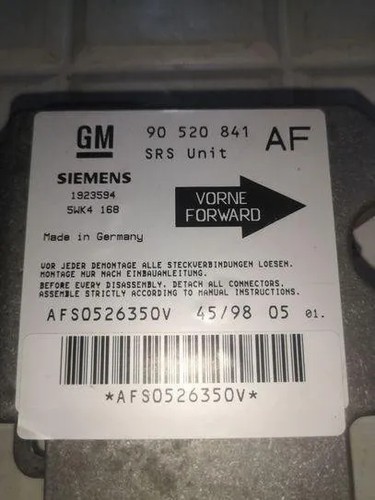 GM 90 520 841 AF
SRS Unit
SIEMENS
1923594
5WK4 168
VORNE
FORWARD
Made in Germany
VOR JEDER DEMONTAGE ALLE STECKVERBINDUNGEN LOESEN.
MONTAGE NUR NACH EINBAUANLEITUNG.
BEFORE EVERY DISASSEMBLY, DETACH ALL CONNECTORS.
ASSEMBLE STRICTLY ACCORDING TO MANUAL INSTRUCTIONS.
AFS0526350V 45/98 05 01.
*AFS0526350V*